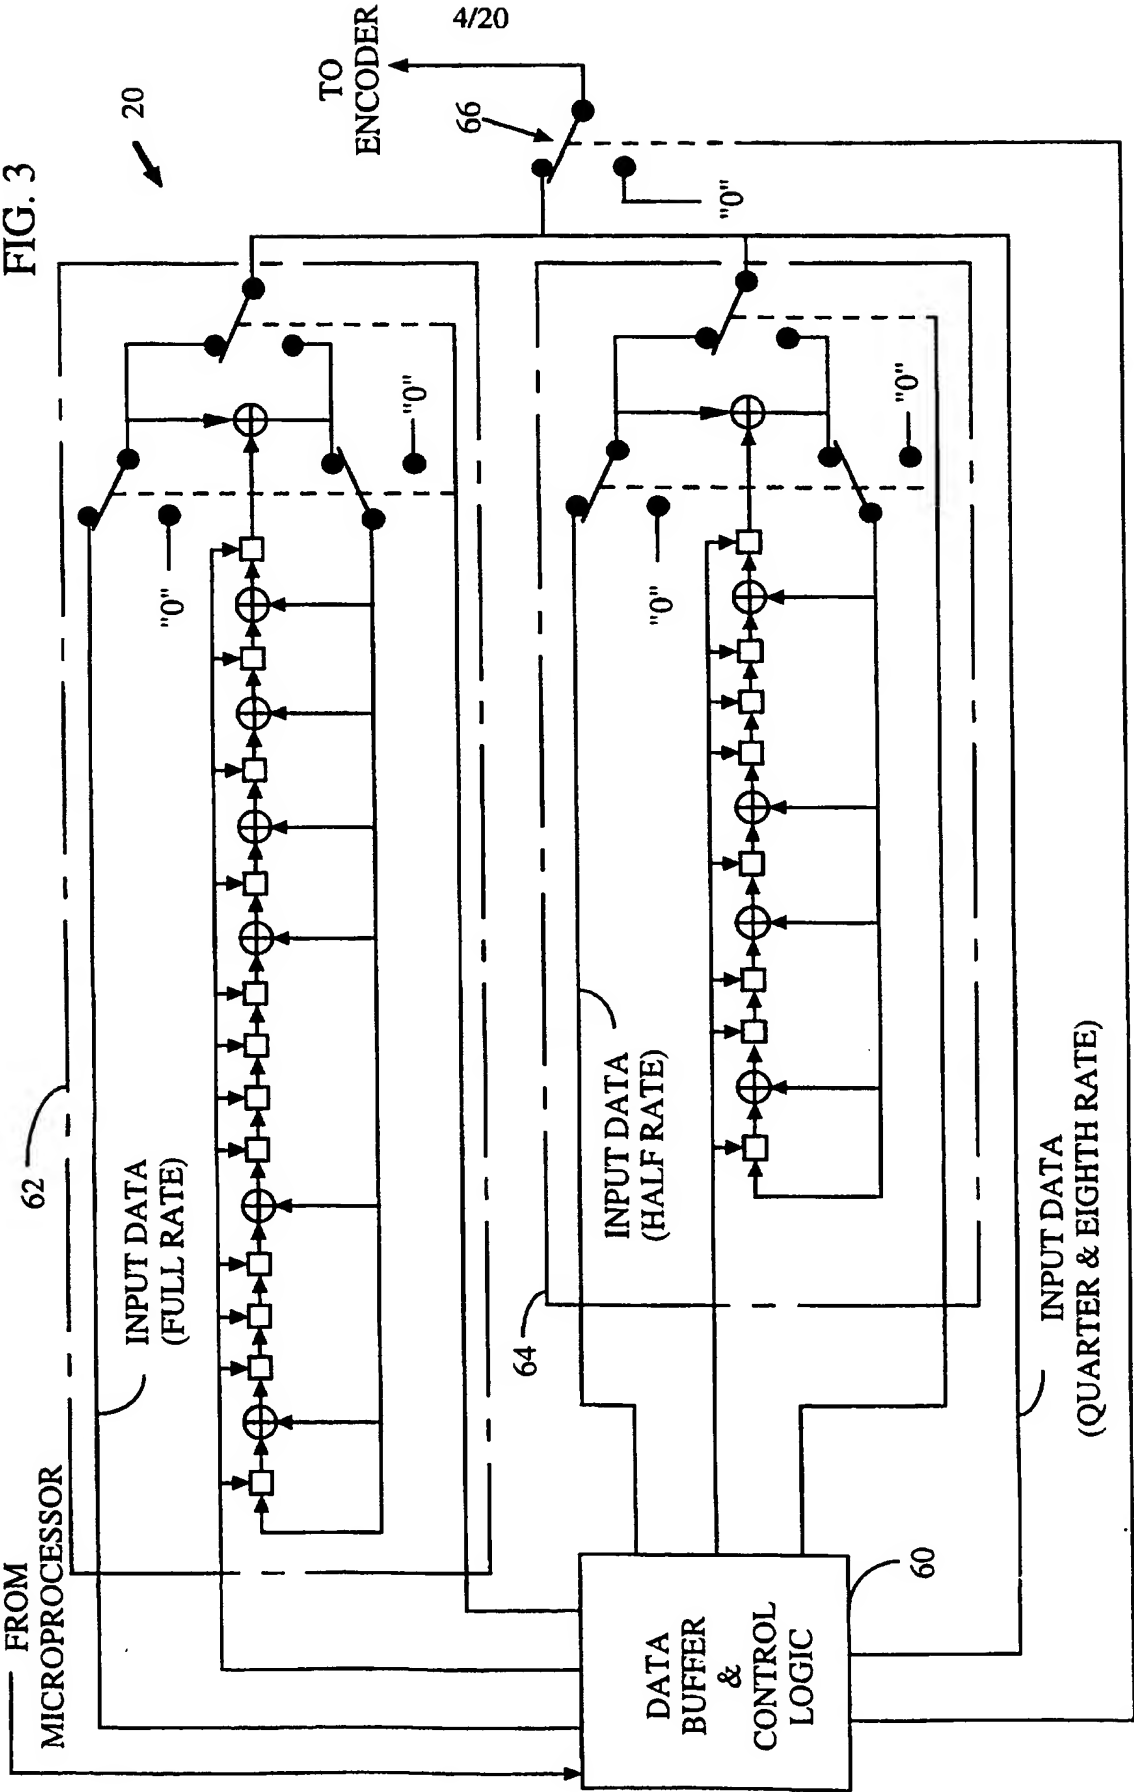 4/20
FIG. 3
20
TO
ENCODER
66
"0"
62
INPUT DATA
(FULL RATE)
"0"
"0"
64
INPUT DATA
(HALF RATE)
"0"
"0"
INPUT DATA
(QUARTER & EIGHTH RATE)
FROM
MICROPROCESSOR
DATA
BUFFER
&
CONTROL
LOGIC
60